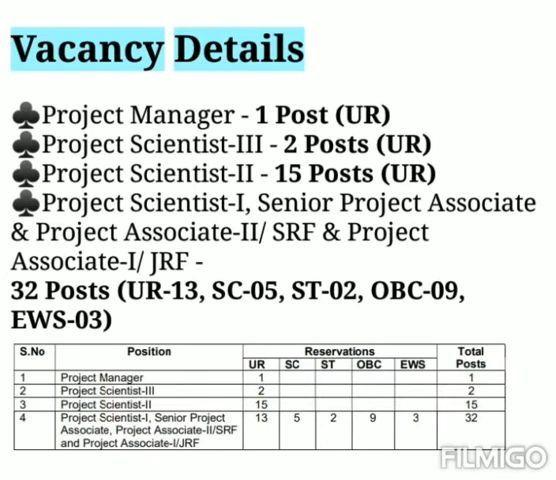 Vacancy Details
♣Project Manager - 1 Post (UR)
♣Project Scientist-III - 2 Posts (UR)
♣Project Scientist-II - 15 Posts (UR)
♣Project Scientist-I, Senior Project Associate
& Project Associate-II/ SRF & Project
Associate-I/ JRF -
32 Posts (UR-13, SC-05, ST-02, OBC-09,
EWS-03)
S.No Position Reservations Total Posts
UR SC ST OBC EWS
1 Project Manager 1 1
2 Project Scientist-III 2 2
3 Project Scientist-II 15 15
4 Project Scientist-I, Senior Project 13 5 2 9 3 32
Associate, Project Associate-II/SRF
and Project Associate-I/JRF
FILMIGO